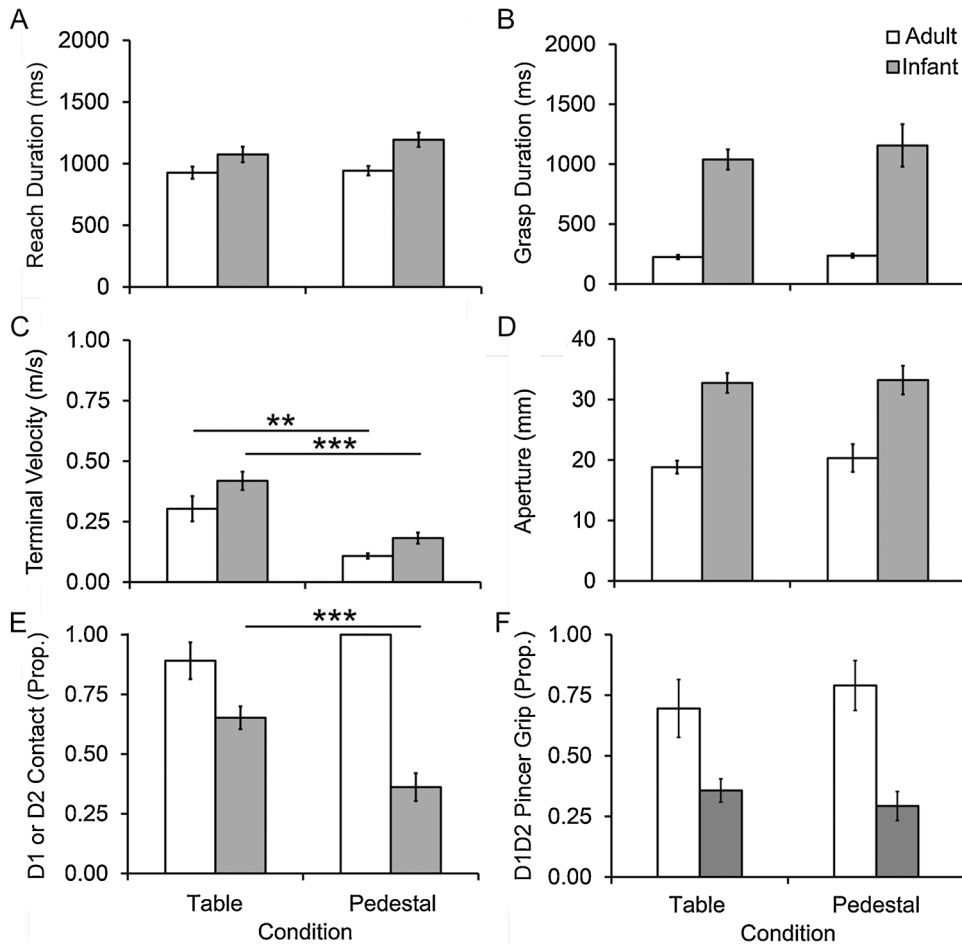 A
2000
1500
1000
500
0
Reach Duration (ms)
B
2000
1500
1000
500
0
Grasp Duration (ms)
Adult
Infant
C
1.00
0.75
0.50
0.25
0.00
Terminal Velocity (m/s)
**
***
D
40
30
20
10
0
Aperture (mm)
E
1.00
0.75
0.50
0.25
0.00
D1 or D2 Contact (Prop.)
***
Table Pedestal
Condition
F
1.00
0.75
0.50
0.25
0.00
D1D2 Pincer Grip (Prop.)
Table Pedestal
Condition